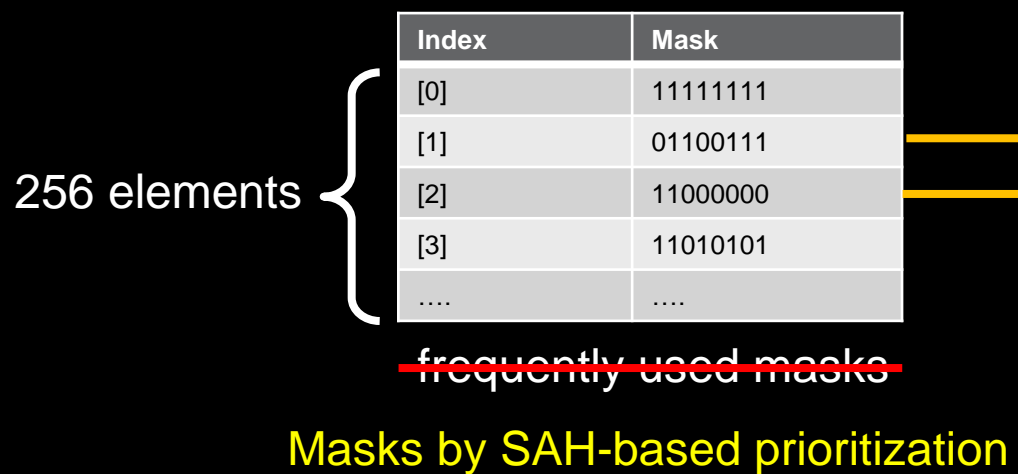 Index Mask
[0] 11111111
[1] 01100111
256 elements
[2] 11000000
[3] 11010101
…. ….
frequently used masks
Masks by SAH-based prioritization